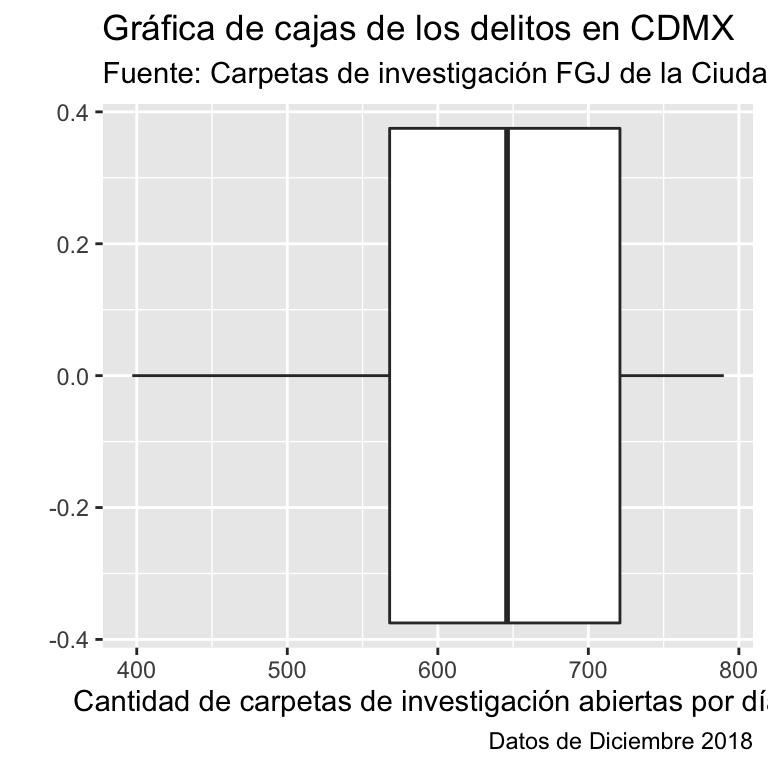 Gráfica de cajas de los delitos en CDMX
Fuente: Carpetas de investigación FGJ de la Ciuda
0.4
0.2
0.0
-0.2
-0.4
400 500 600 700 800
Cantidad de carpetas de investigación abiertas por día
Datos de Diciembre 2018